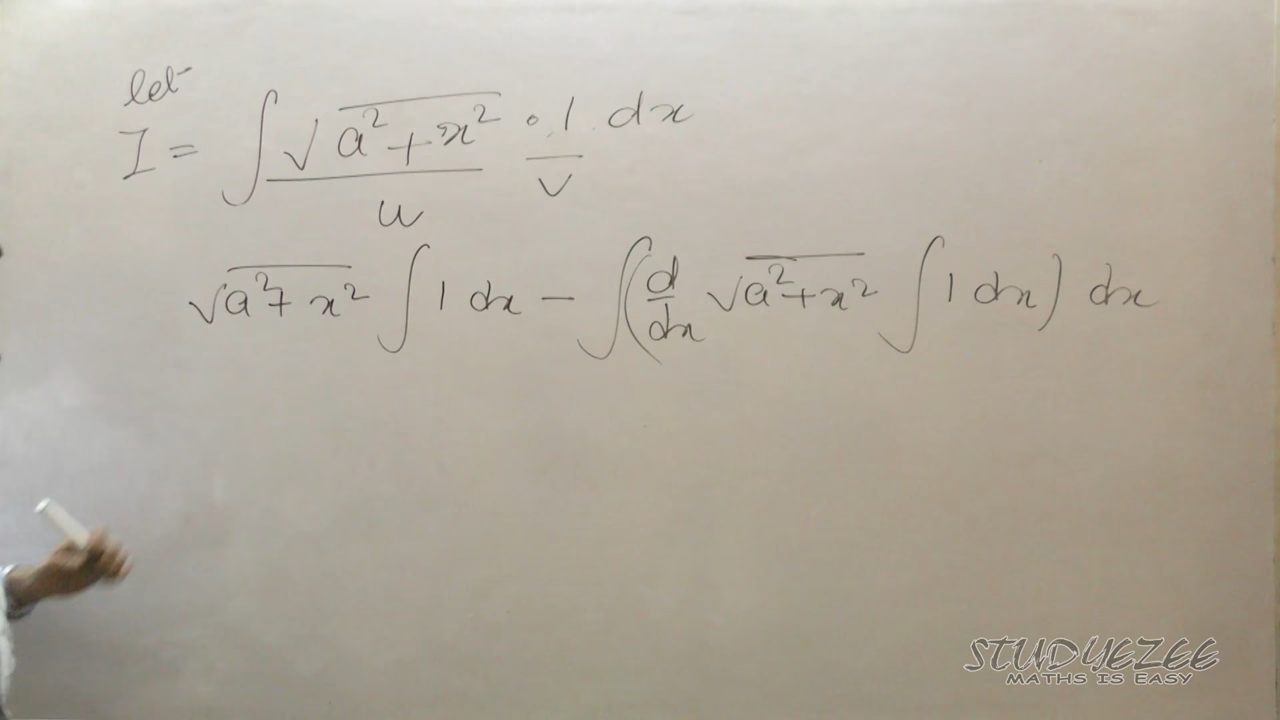 let
I = ∫ √a²+x² · 1 . dx
u v
√a²+x² ∫ 1 dx − ∫ ( d/dx √a²+x² ∫ 1 dx ) dx
STUDYEZEE
MATHS IS EASY